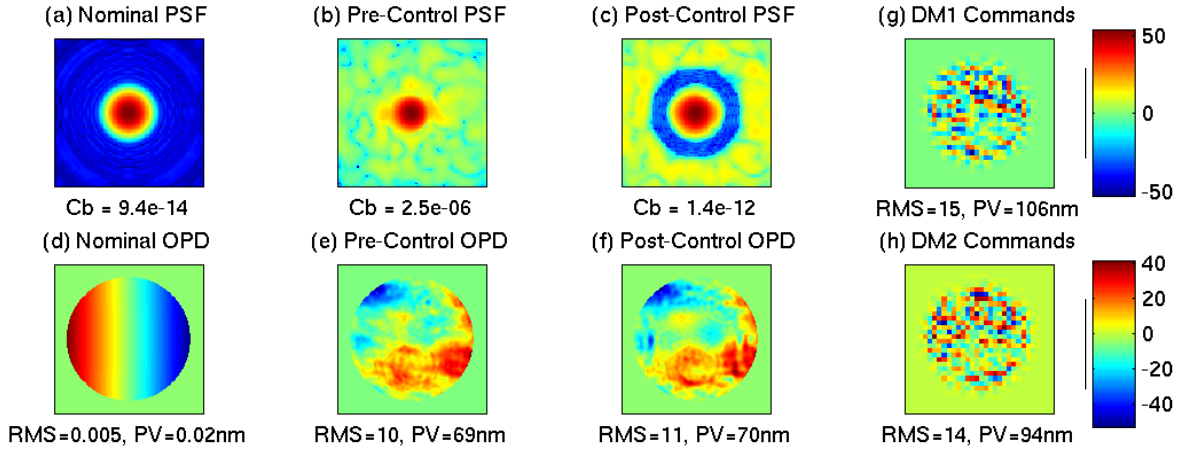 (a) Nominal PSF
(b) Pre-Control PSF
(c) Post-Control PSF
(g) DM1 Commands
50
0
-50
Cb = 9.4e-14
Cb = 2.5e-06
Cb = 1.4e-12
RMS=15, PV=106nm
(d) Nominal OPD
(e) Pre-Control OPD
(f) Post-Control OPD
(h) DM2 Commands
40
20
0
-20
-40
RMS=0.005, PV=0.02nm
RMS=10, PV=69nm
RMS=11, PV=70nm
RMS=14, PV=94nm